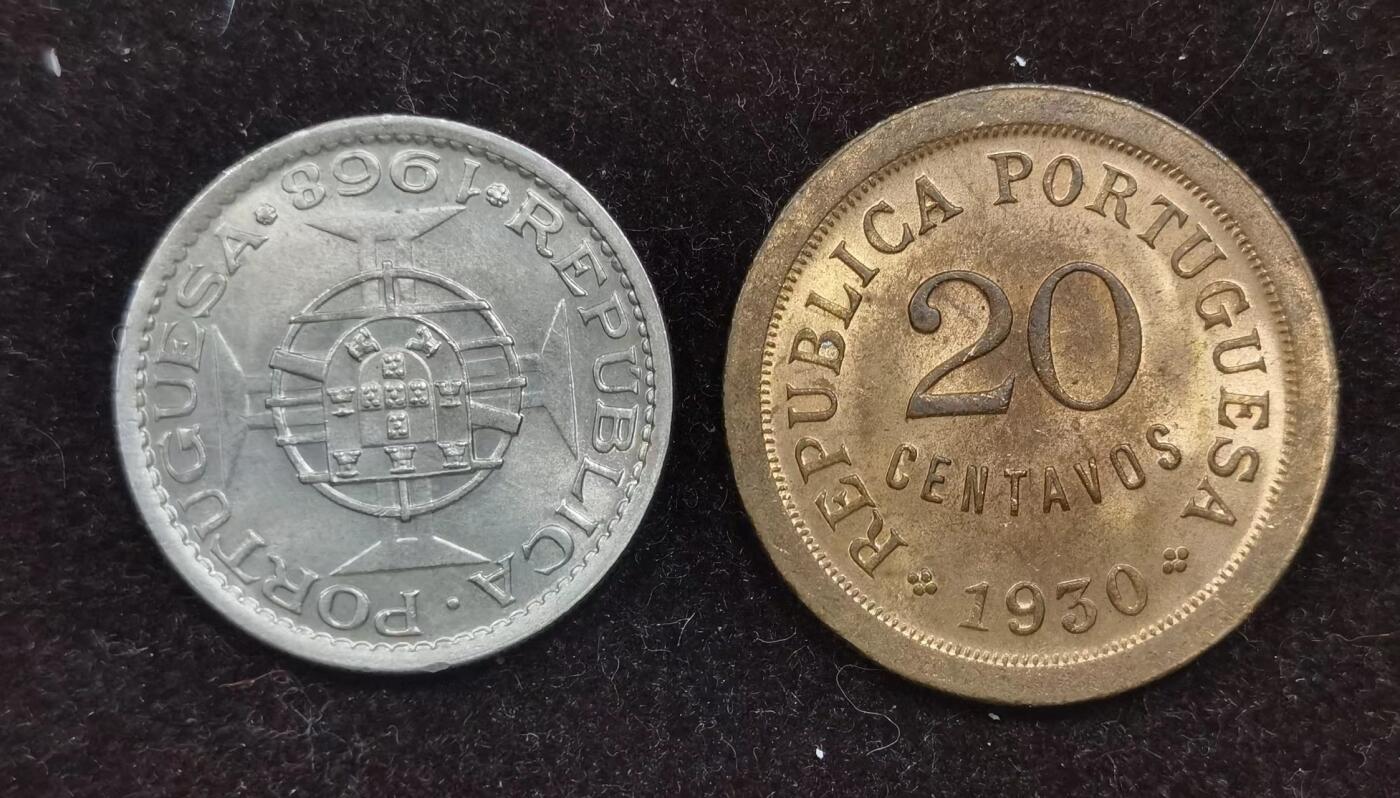 REPUBLICA · PORTUGUESA
1968
REPUBLICA PORTUGUESA
20
CENTAVOS
1930